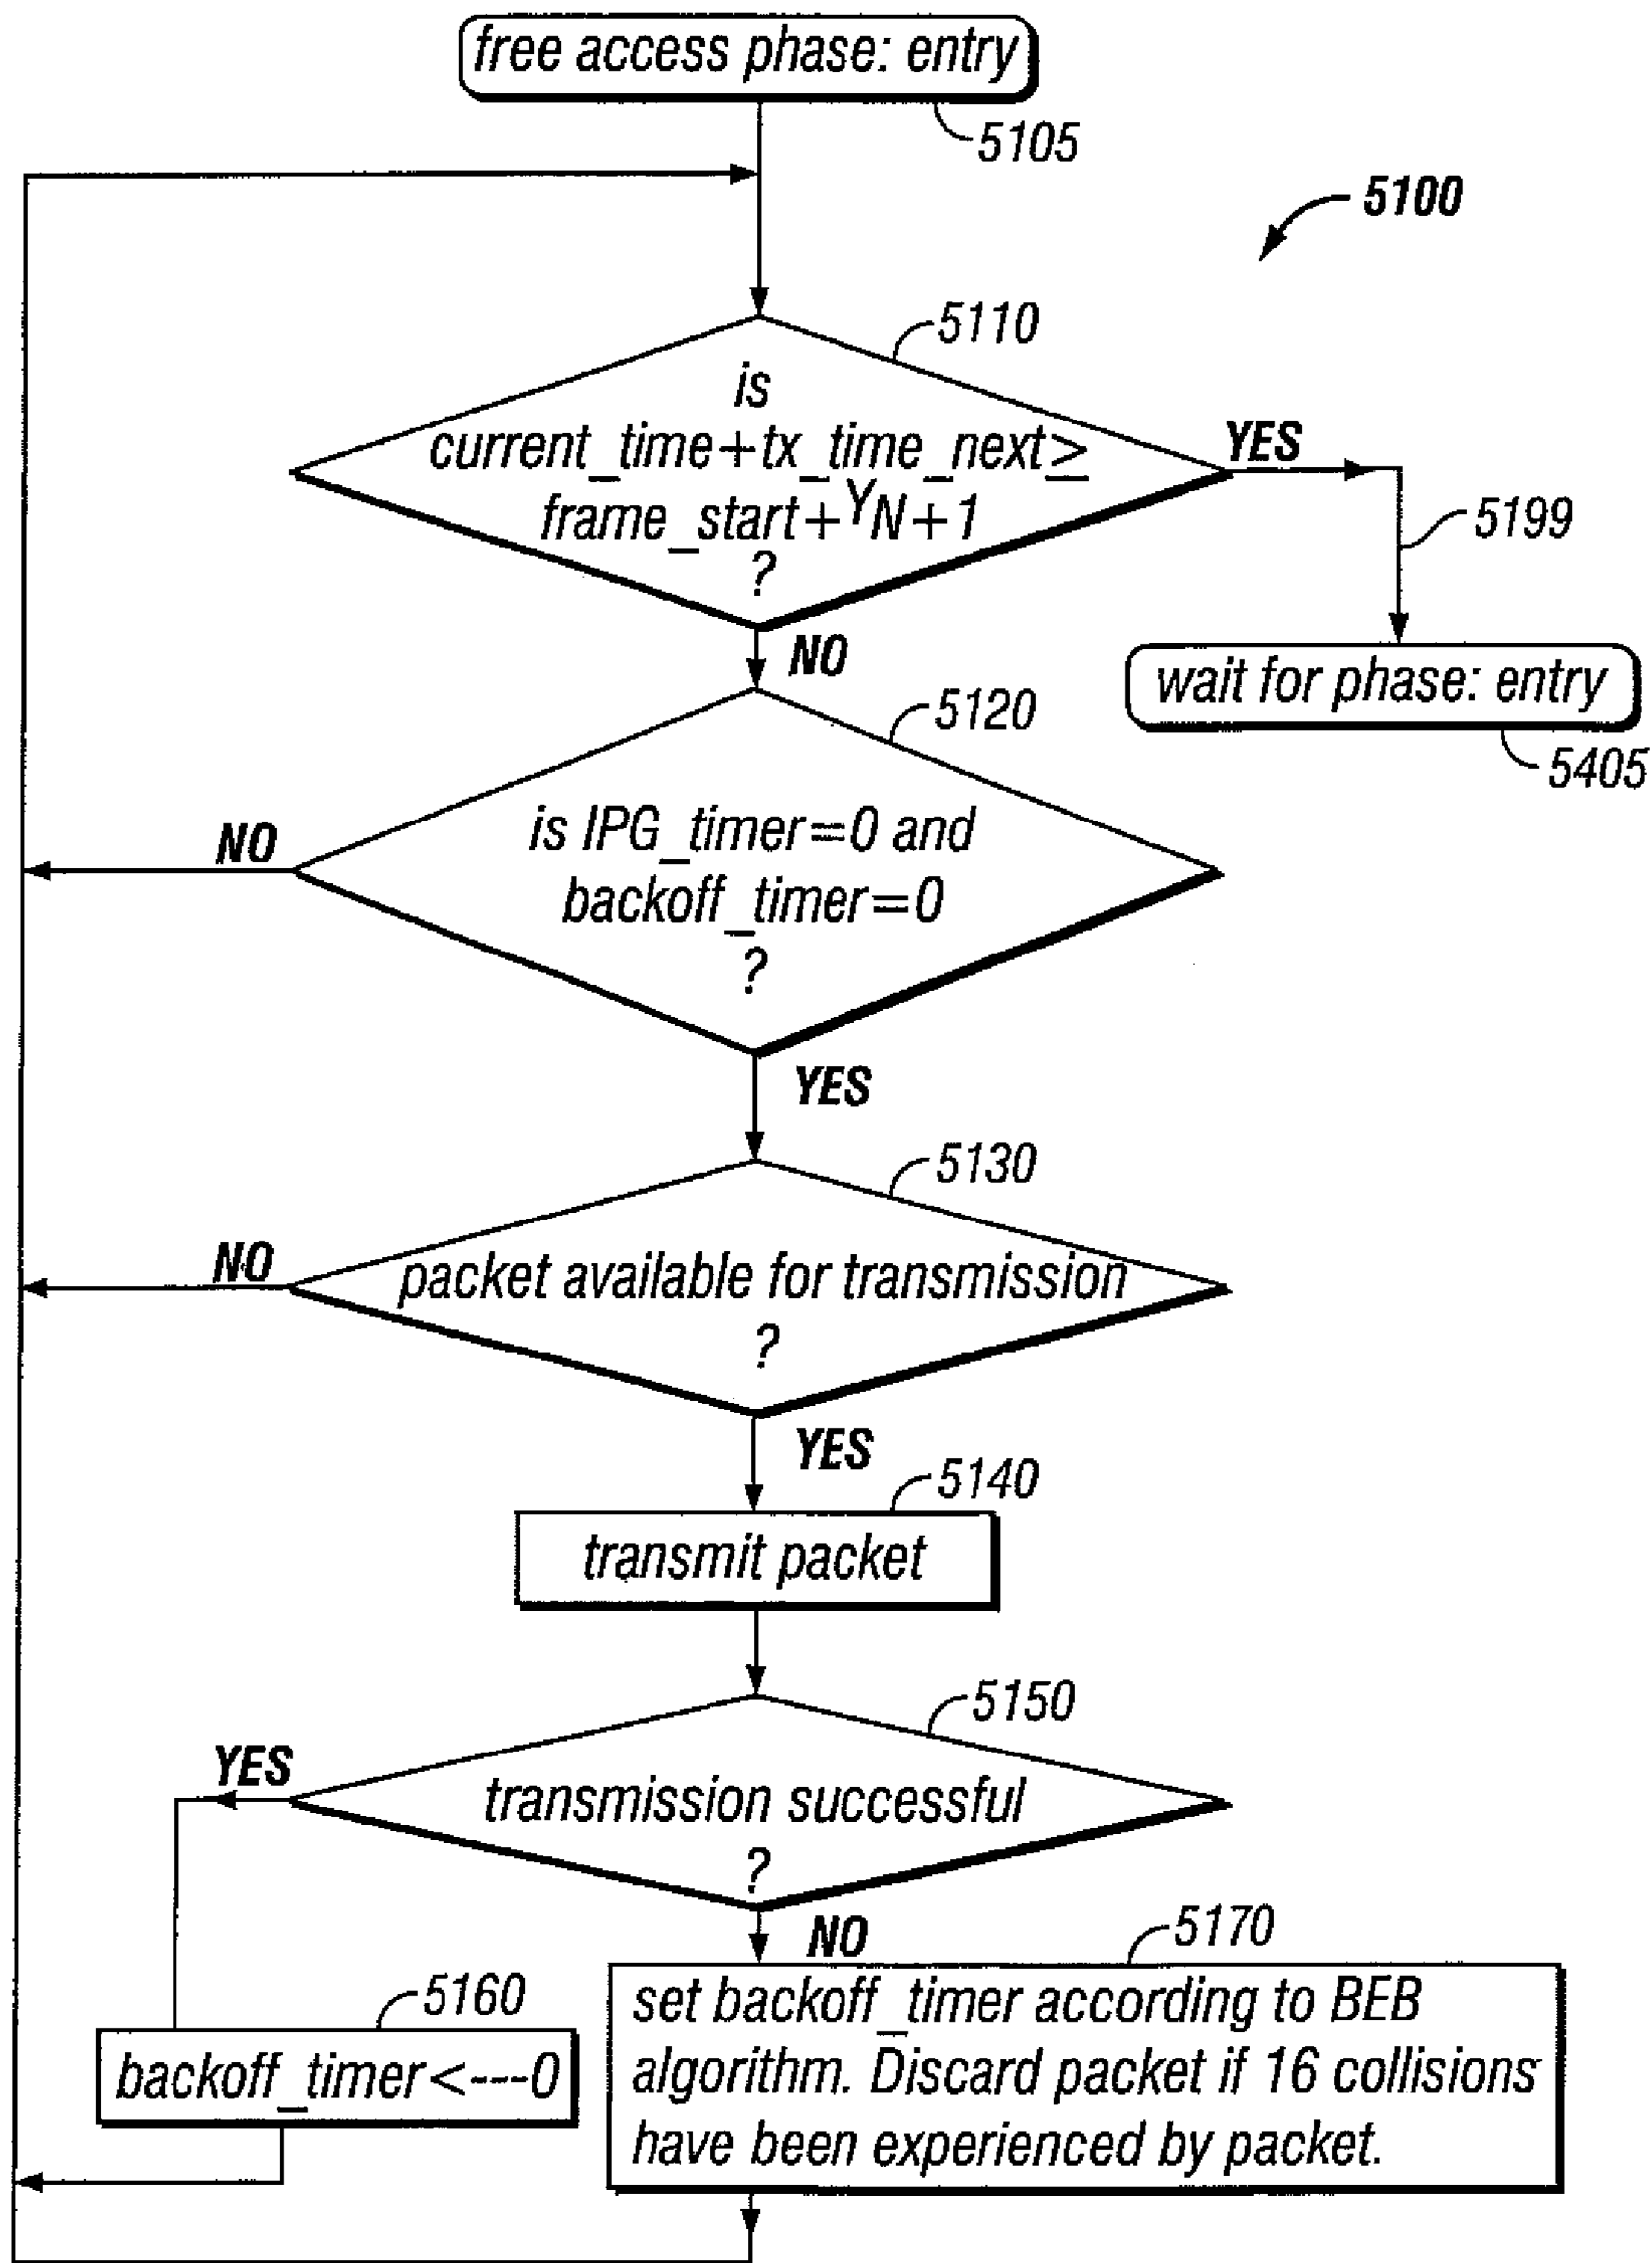 free access phase: entry
5105
5100
5110
is
current_time+tx_time_next≥
frame_start+YN+1
?
YES
5199
NO
wait for phase: entry
5405
5120
is IPG_timer=0 and
backoff_timer=0
?
NO
YES
5130
packet available for transmission
?
NO
YES
5140
transmit packet
5150
transmission successful
?
YES
NO
5160
backoff_timer<---0
5170
set backoff_timer according to BEB
algorithm. Discard packet if 16 collisions
have been experienced by packet.